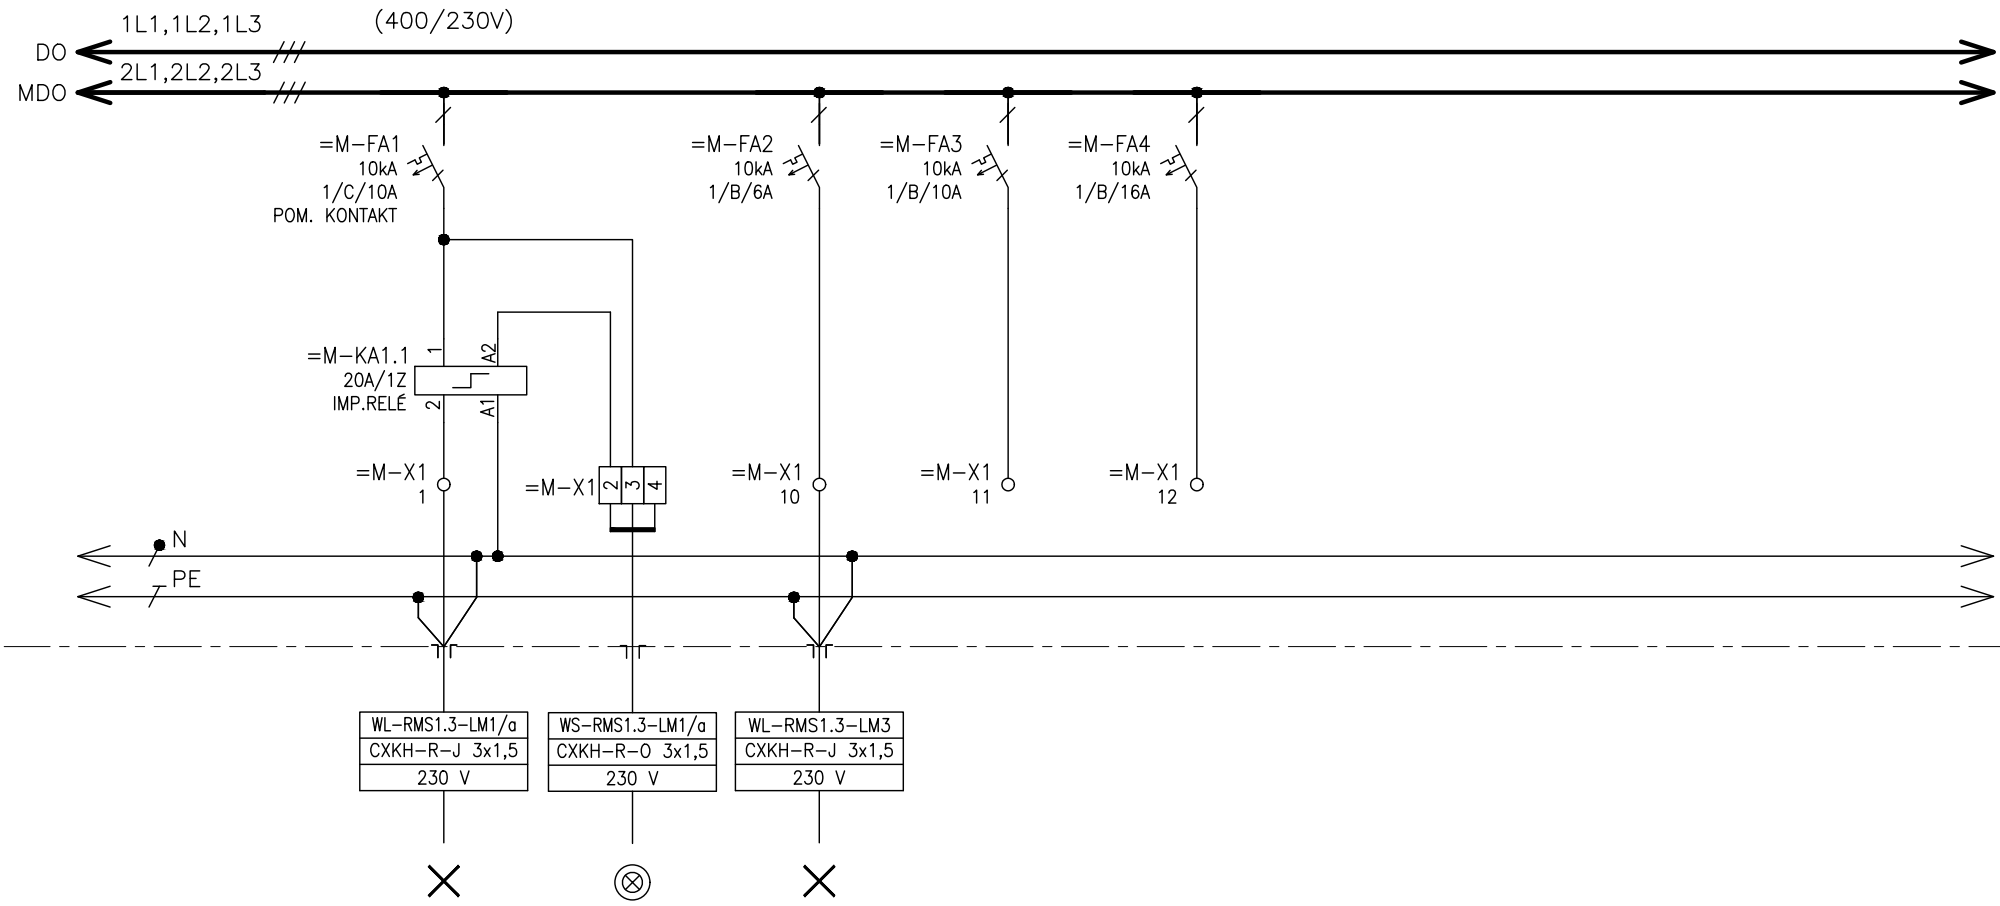 1L1,1L2,1L3
(400/230V)
DO
2L1,2L2,2L3
MDO
=M-FA1
10kA
1/C/10A
POM. KONTAKT
=M-FA2
10kA
1/B/6A
=M-FA3
10kA
1/B/10A
=M-FA4
10kA
1/B/16A
=M-KA1.1
20A/1Z
IMP.RELÉ
1
A2
2
A1
=M-X1
1
=M-X1
2
3
4
=M-X1
10
=M-X1
11
=M-X1
12
N
PE
WL-RMS1.3-LM1/a
CXKH-R-J 3x1,5
230 V
WS-RMS1.3-LM1/a
CXKH-R-O 3x1,5
230 V
WL-RMS1.3-LM3
CXKH-R-J 3x1,5
230 V